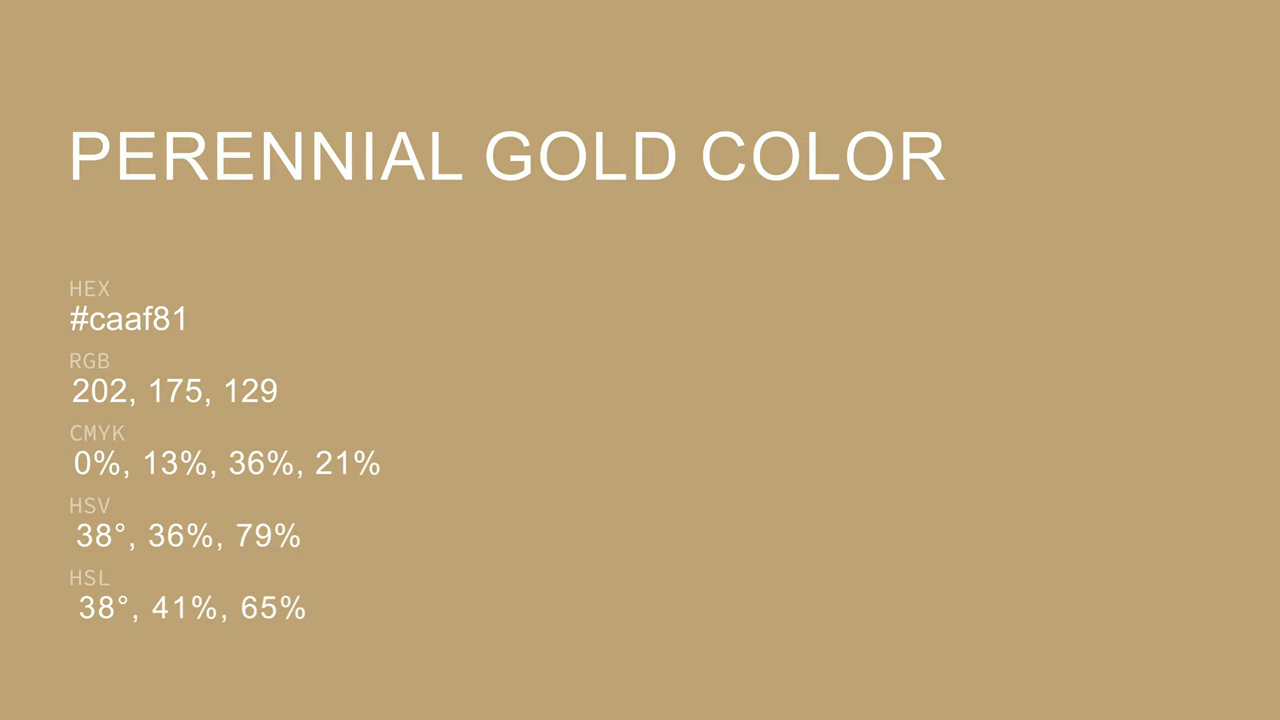 PERENNIAL GOLD COLOR
HEX
#caaf81
RGB
202, 175, 129
CMYK
0%, 13%, 36%, 21%
HSV
38°, 36%, 79%
HSL
38°, 41%, 65%